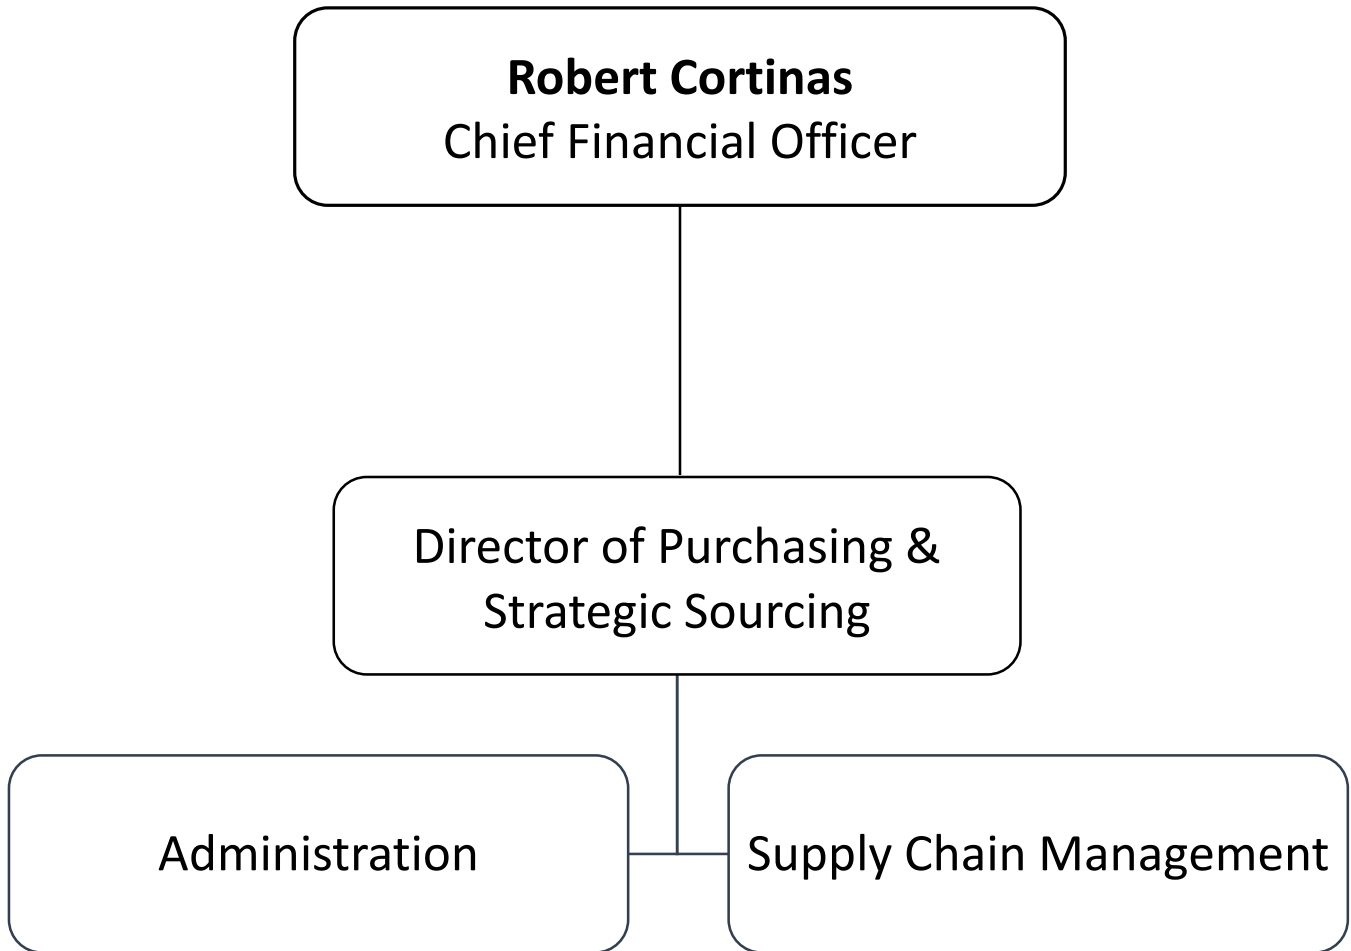 Robert Cortinas
Chief Financial Officer
Director of Purchasing &
Strategic Sourcing
Administration
Supply Chain Management